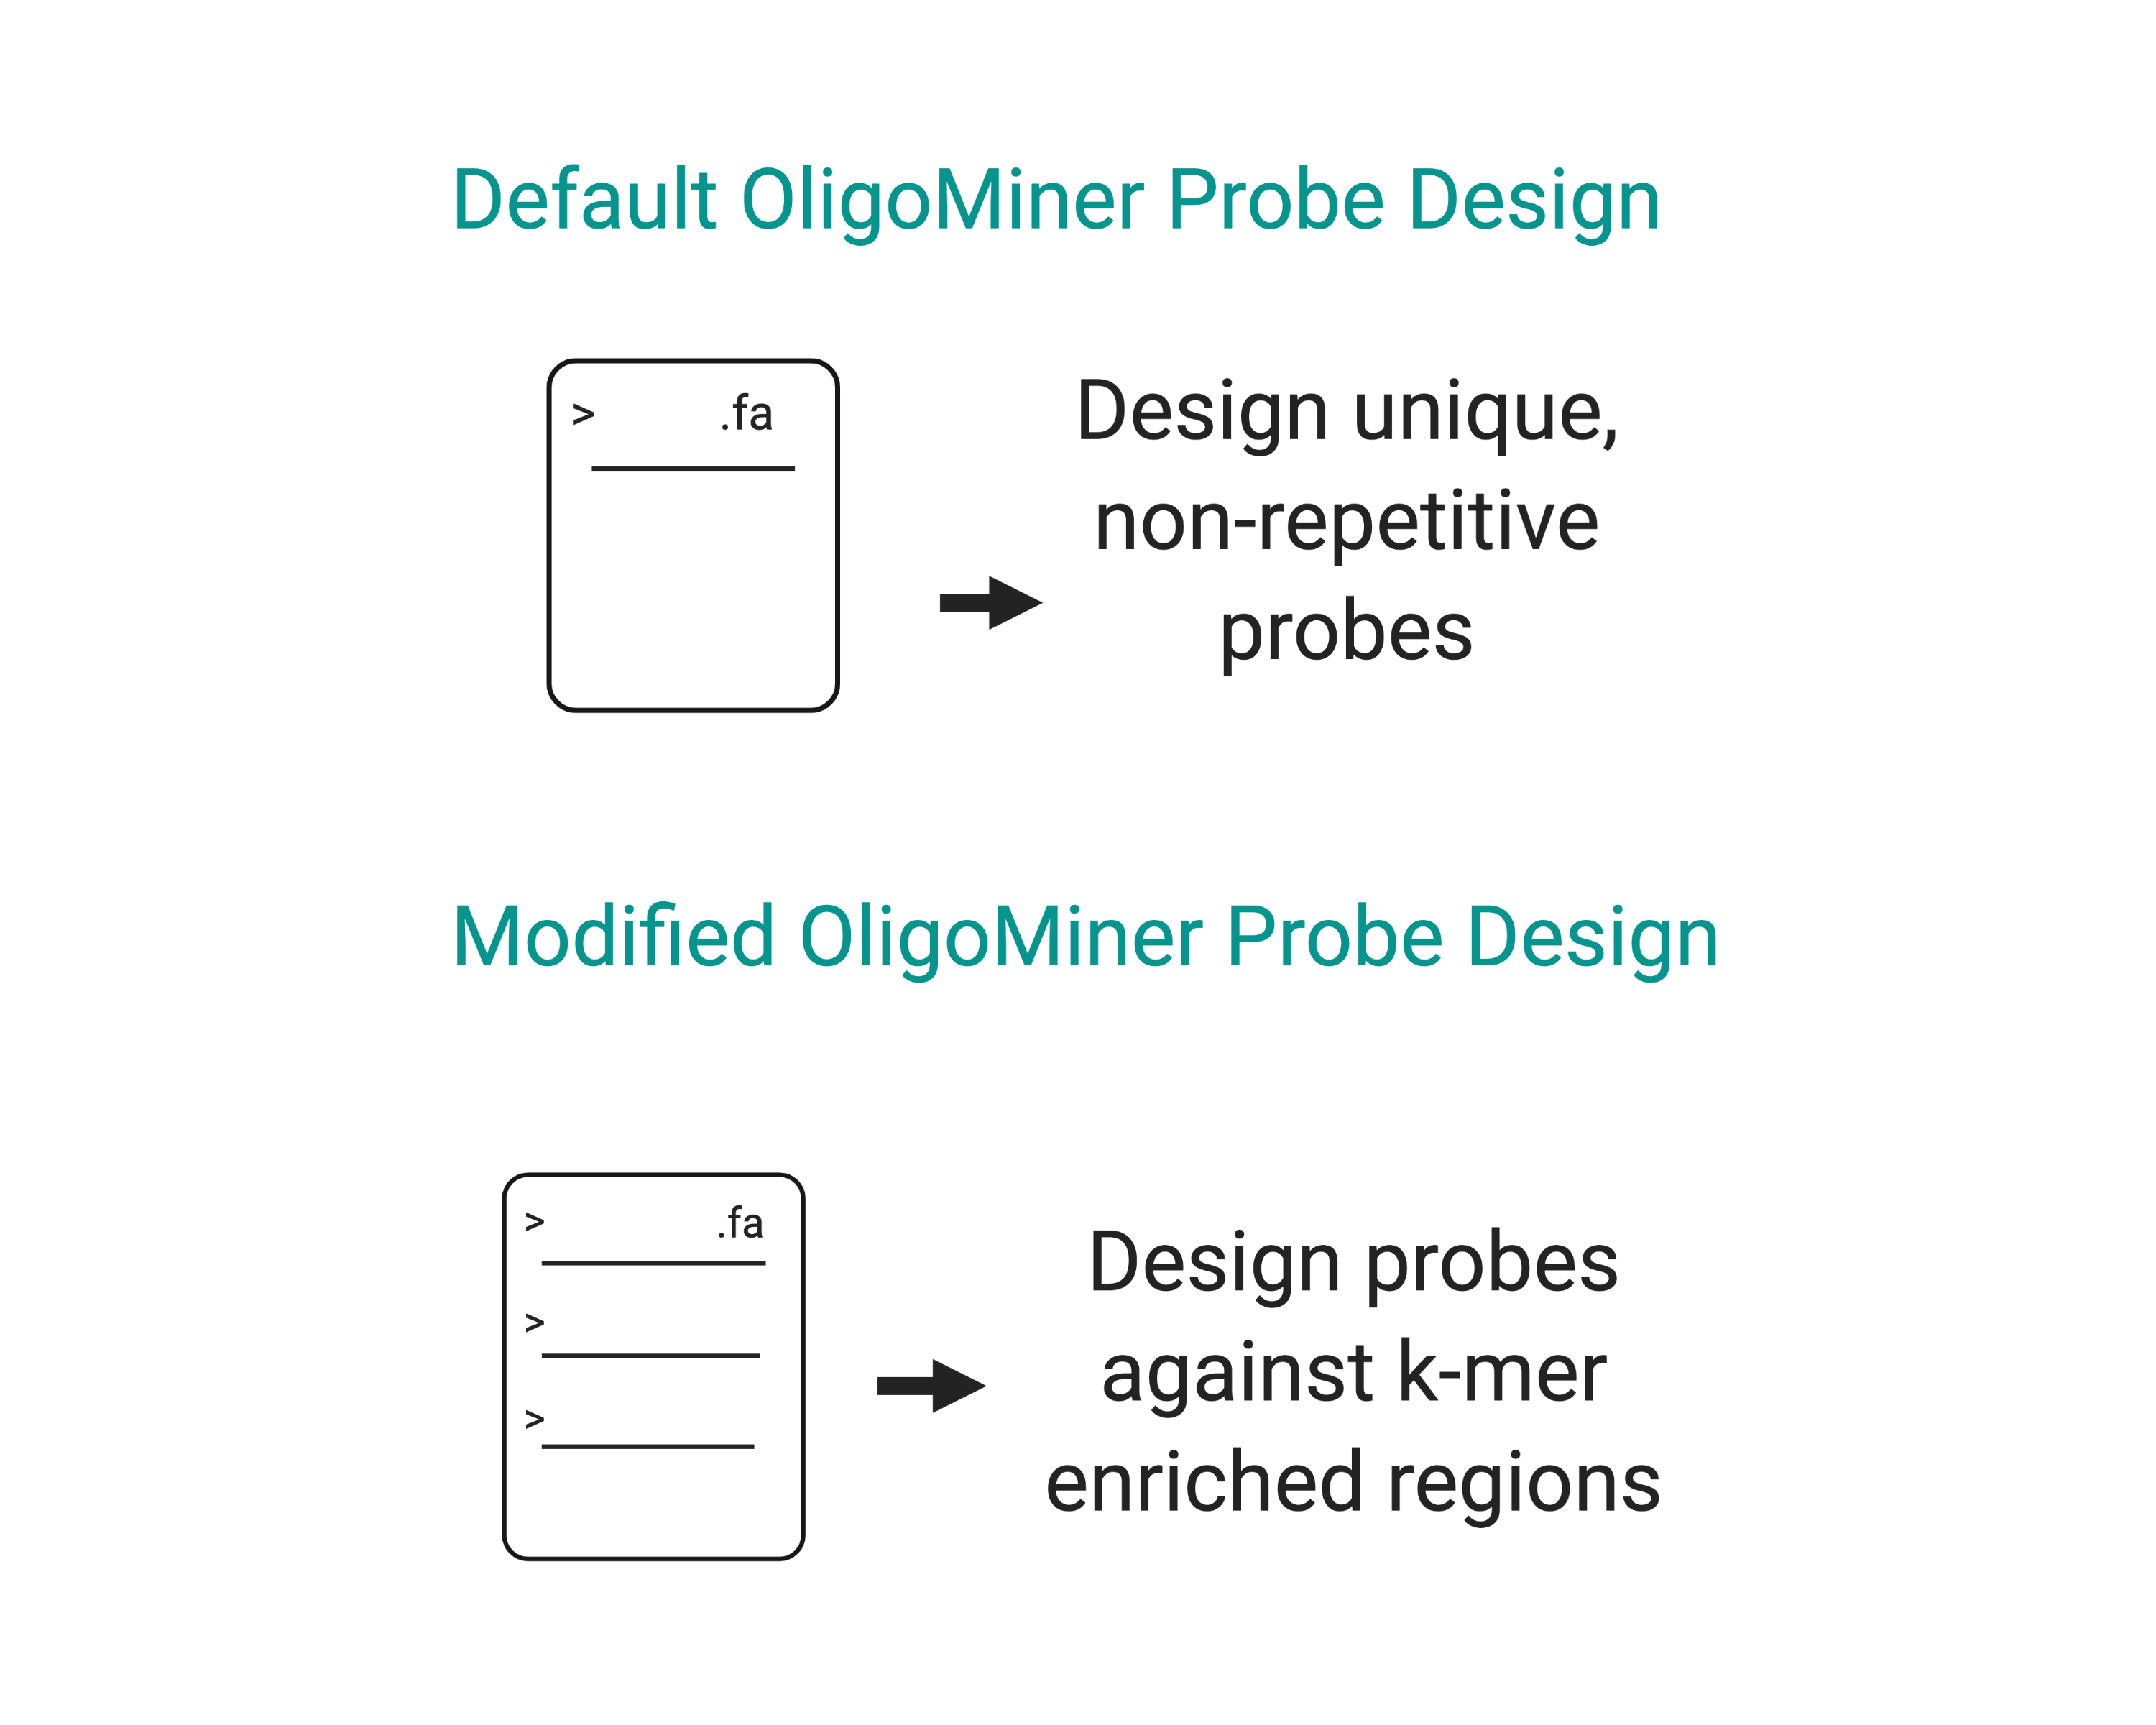 Default OligoMiner Probe Design
> .fa
Design unique,
non-repetitive
probes
Modified OligoMiner Probe Design
> .fa
>
>
Design probes
against k-mer
enriched regions